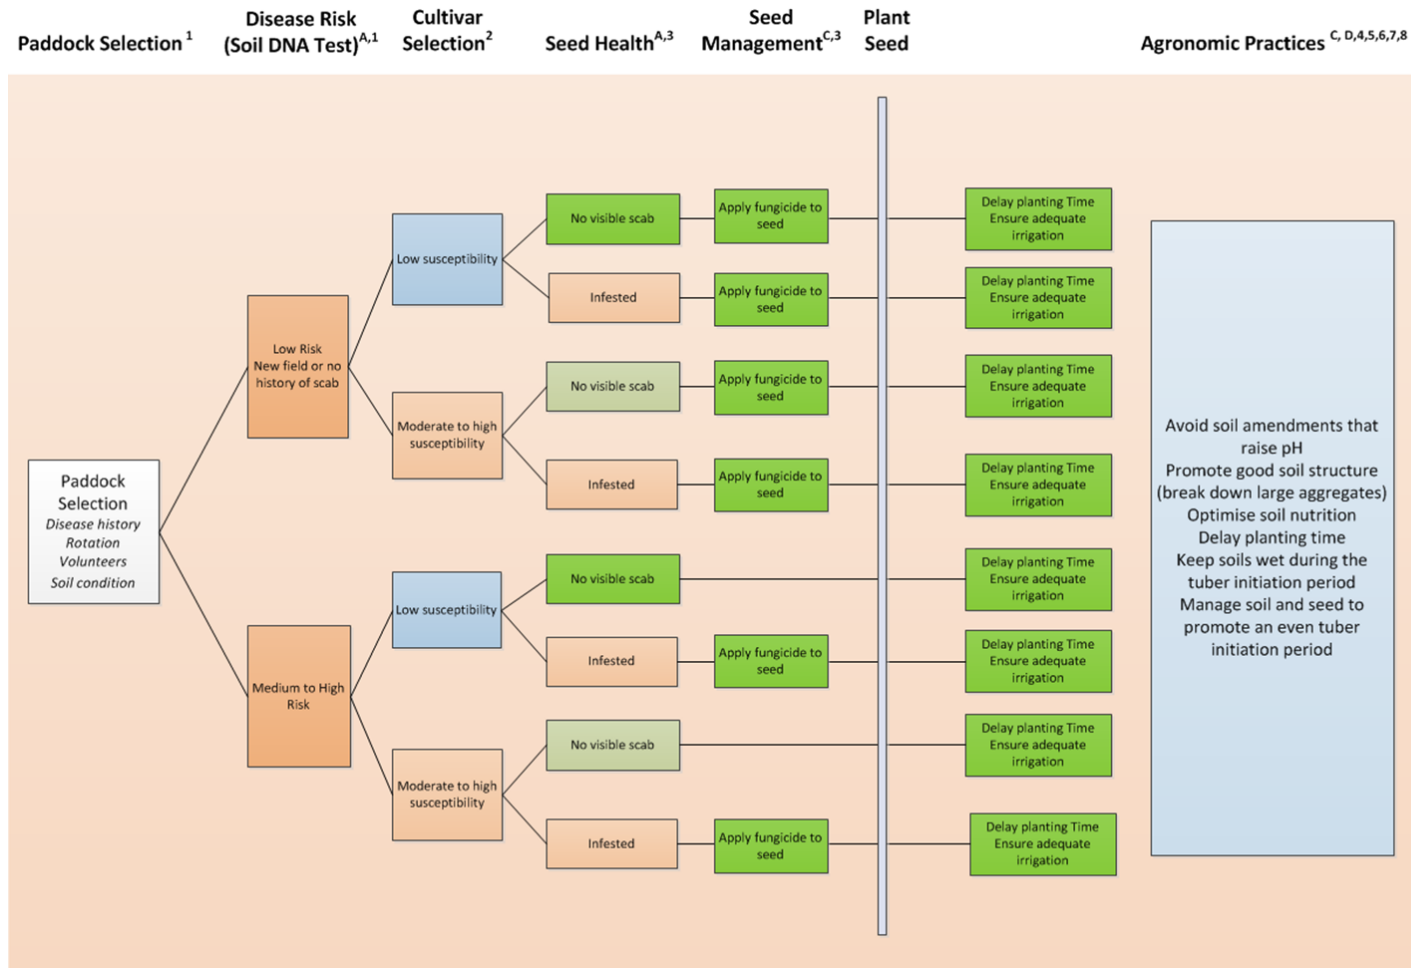 Paddock Selection 1
Disease Risk
(Soil DNA Test)A,1
Cultivar
Selection2
Seed HealthA,3
Seed
ManagementC,3
Plant
Seed
Agronomic Practices C, D,4,5,6,7,8
Paddock
Selection
Disease history
Rotation
Volunteers
Soil condition
Low Risk
New field or no
history of scab
Medium to High
Risk
Low susceptibility
Moderate to high
susceptibility
Low susceptibility
Moderate to high
susceptibility
No visible scab
Apply fungicide to
seed
Delay planting Time
Ensure adequate
irrigation
Infested
Apply fungicide to
seed
Delay planting Time
Ensure adequate
irrigation
No visible scab
Apply fungicide to
seed
Delay planting Time
Ensure adequate
irrigation
Infested
Apply fungicide to
seed
Delay planting Time
Ensure adequate
irrigation
No visible scab
Delay planting Time
Ensure adequate
irrigation
Infested
Apply fungicide to
seed
Delay planting Time
Ensure adequate
irrigation
No visible scab
Delay planting Time
Ensure adequate
irrigation
Infested
Apply fungicide to
seed
Delay planting Time
Ensure adequate
irrigation
Avoid soil amendments that
raise pH
Promote good soil structure
(break down large aggregates)
Optimise soil nutrition
Delay planting time
Keep soils wet during the
tuber initiation period
Manage soil and seed to
promote an even tuber
initiation period